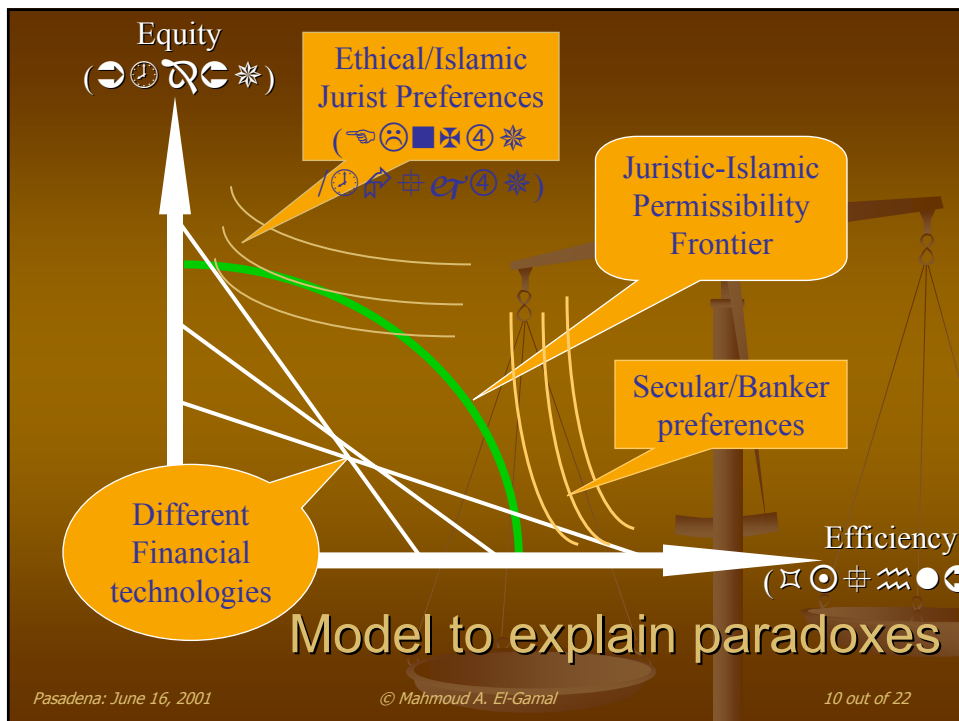 Equity
Ethical/Islamic
Jurist Preferences
Juristic-Islamic
Permissibility
Frontier
Secular/Banker
preferences
Different
Financial
technologies
Efficiency
Model to explain paradoxes
Pasadena: June 16, 2001
© Mahmoud A. El-Gamal
10 out of 22